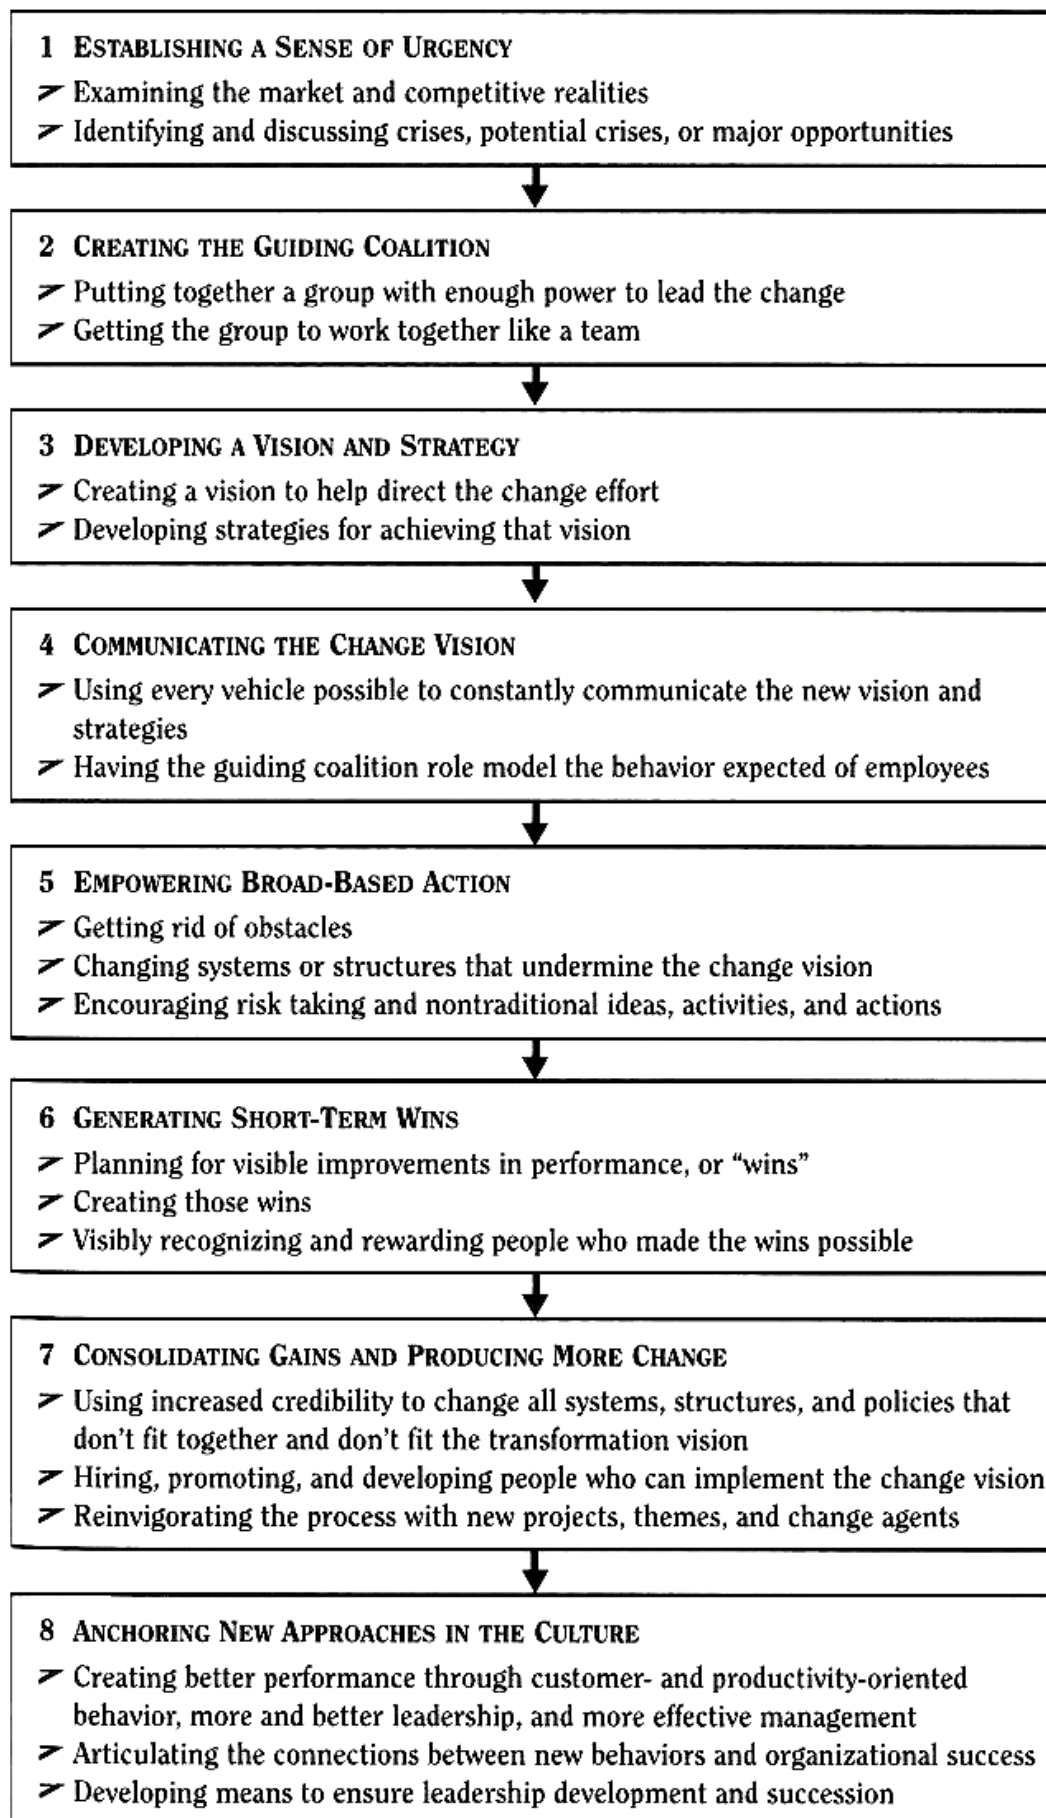 1 ESTABLISHING A SENSE OF URGENCY
➢ Examining the market and competitive realities
➢ Identifying and discussing crises, potential crises, or major opportunities
2 CREATING THE GUIDING COALITION
➢ Putting together a group with enough power to lead the change
➢ Getting the group to work together like a team
3 DEVELOPING A VISION AND STRATEGY
➢ Creating a vision to help direct the change effort
➢ Developing strategies for achieving that vision
4 COMMUNICATING THE CHANGE VISION
➢ Using every vehicle possible to constantly communicate the new vision and
strategies
➢ Having the guiding coalition role model the behavior expected of employees
5 EMPOWERING BROAD-BASED ACTION
➢ Getting rid of obstacles
➢ Changing systems or structures that undermine the change vision
➢ Encouraging risk taking and nontraditional ideas, activities, and actions
6 GENERATING SHORT-TERM WINS
➢ Planning for visible improvements in performance, or “wins”
➢ Creating those wins
➢ Visibly recognizing and rewarding people who made the wins possible
7 CONSOLIDATING GAINS AND PRODUCING MORE CHANGE
➢ Using increased credibility to change all systems, structures, and policies that
don't fit together and don't fit the transformation vision
➢ Hiring, promoting, and developing people who can implement the change vision
➢ Reinvigorating the process with new projects, themes, and change agents
8 ANCHORING NEW APPROACHES IN THE CULTURE
➢ Creating better performance through customer- and productivity-oriented
behavior, more and better leadership, and more effective management
➢ Articulating the connections between new behaviors and organizational success
➢ Developing means to ensure leadership development and succession